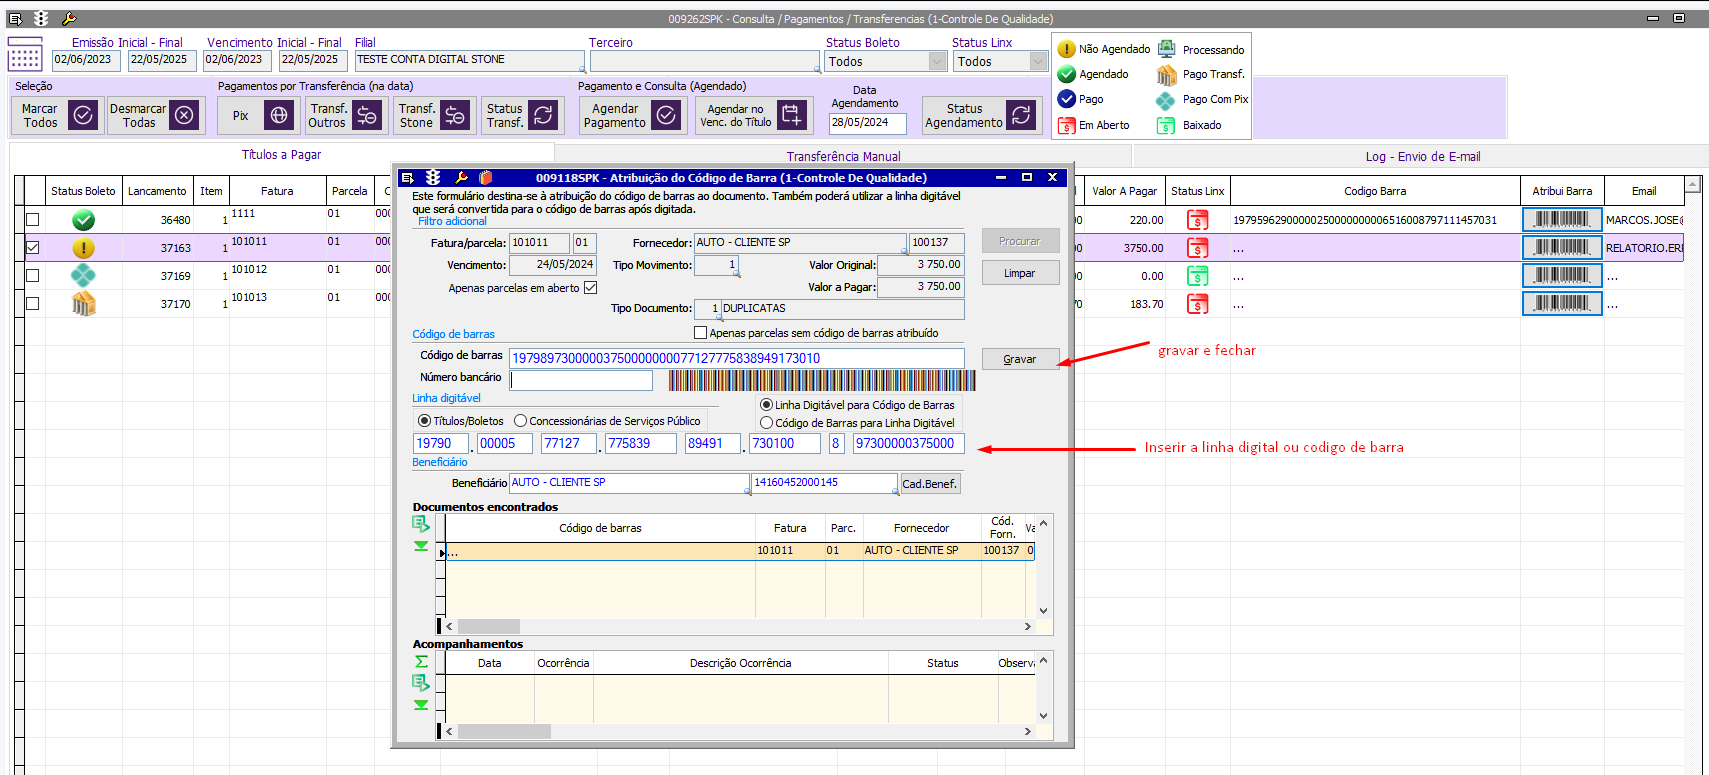 009262SPK - Consulta / Pagamentos / Transferencias (1-Controle De Qualidade)
Emissão Inicial - Final Vencimento Inicial - Final Filial Terceiro Status Boleto Status Linx
02/06/2023 22/05/2025 02/06/2023 22/05/2025 TESTE CONTA DIGITAL STONE Todos Todos
Não Agendado Processando
Agendado Pago Transf.
Pago Pago Com Pix
Em Aberto Baixado
Seleção Pagamentos por Transferência (na data) Pagamento e Consulta (Agendado)
Marcar Todos
Desmarcar Todas
Pix
Transf. Outros
Transf. Stone
Status Transf.
Agendar Pagamento
Agendar no Venc. do Título
Data Agendamento
28/05/2024
Status Agendamento
Títulos a Pagar Transferência Manual Log - Envio de E-mail
Status Boleto Lancamento Item Fatura Parcela C Valor A Pagar Status Linx Codigo Barra Atribui Barra Email
36480 1 1111 01 000 00 220.00 19795962900000250000000006516008797111457031 MARCOS.JOSE@
37163 1 101011 01 000 00 3750.00 ... RELATORIO.ERI
37169 1 101012 01 000 00 0.00 ... ...
37170 1 101013 01 000 70 183.70 ... ...
009118SPK - Atribuição do Código de Barra (1-Controle De Qualidade)
Este formulário destina-se à atribuição do código de barras ao documento. Também poderá utilizar a linha digitável
que será convertida para o código de barras após digitada.
Filtro adicional
Fatura/parcela: 101011 01 Fornecedor: AUTO - CLIENTE SP 100137 Procurar
Vencimento: 24/05/2024 Tipo Movimento: 1 Valor Original: 3 750.00 Limpar
Apenas parcelas em aberto Valor a Pagar: 3 750.00
Tipo Documento: 1 DUPLICATAS
Código de barras Apenas parcelas sem código de barras atribuído
Código de barras 19798973000003750000000077127775838949173010 Gravar
gravar e fechar
Número bancário
Linha digitável Linha Digitável para Código de Barras
Títulos/Boletos Concessionárias de Serviços Público Código de Barras para Linha Digitável
19790 . 00005 77127 . 775839 89491 . 730100 8 97300000375000
Inserir a linha digital ou codigo de barra
Beneficiário
Beneficiário AUTO - CLIENTE SP 14160452000145 Cad.Benef.
Documentos encontrados
Código de barras Fatura Parc. Fornecedor Cód. Forn. Va
... 101011 01 AUTO - CLIENTE SP 100137 0
Acompanhamentos
Data Ocorrência Descrição Ocorrência Status Observa